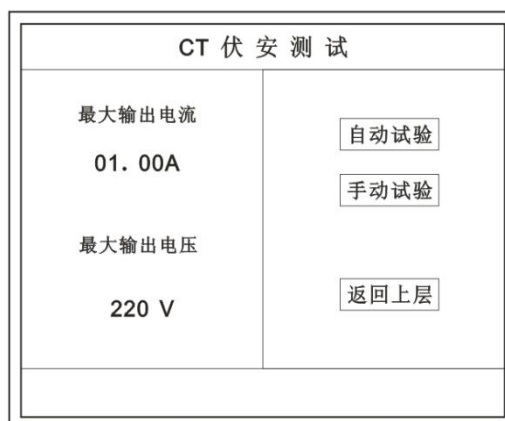 CT 伏安测试
最大输出电流
01. 00A
最大输出电压
220 V
自动试验
手动试验
返回上层